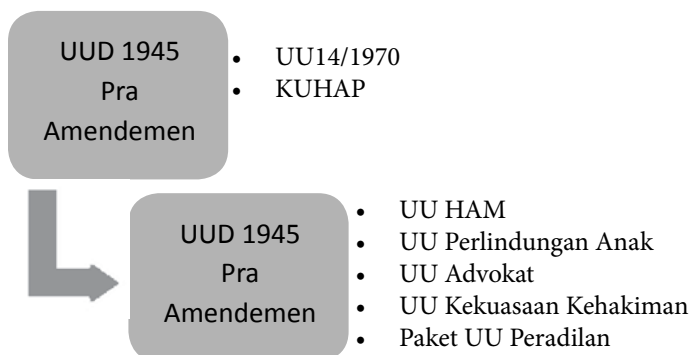 UUD 1945
Pra
Amendemen
• UU14/1970
• KUHAP
UUD 1945
Pra
Amendemen
• UU HAM
• UU Perlindungan Anak
• UU Advokat
• UU Kekuasaan Kehakiman
• Paket UU Peradilan